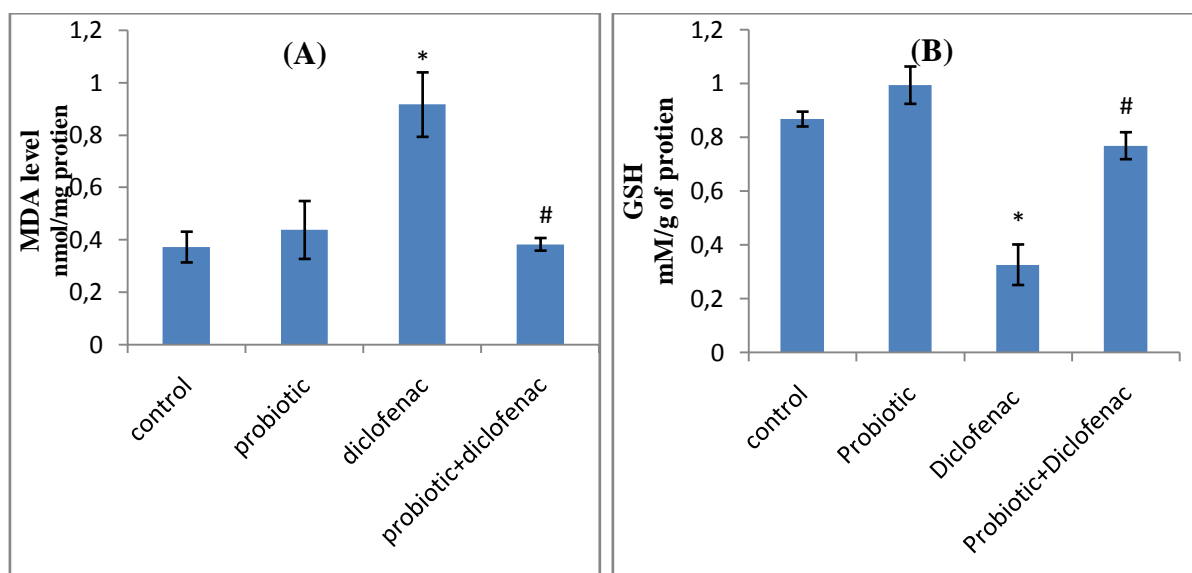 (A)
MDA level
nmol/mg protien
1,2
1
0,8
0,6
0,4
0,2
0
*
#
control
probiotic
diclofenac
probiotic+diclofenac
(B)
GSH
mM/g of protien
1,2
1
0,8
0,6
0,4
0,2
0
*
#
control
Probiotic
Diclofenac
Probiotic+Diclofenac